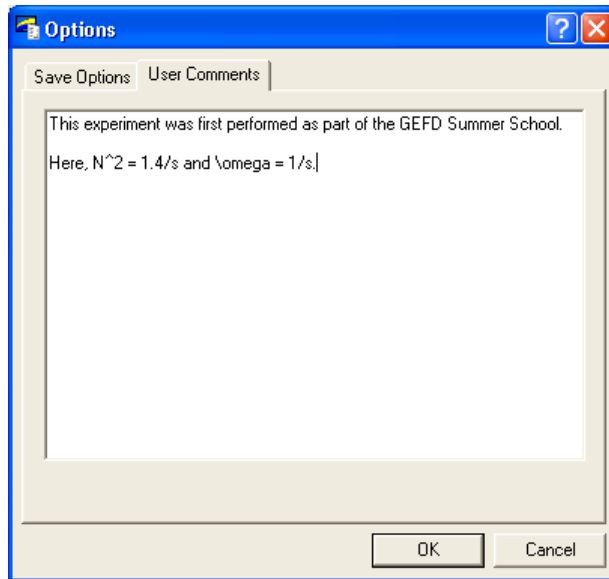 Options
Save Options User Comments
This experiment was first performed as part of the GEFD Summer School.
Here, N^2 = 1.4/s and \omega = 1/s.
OK Cancel